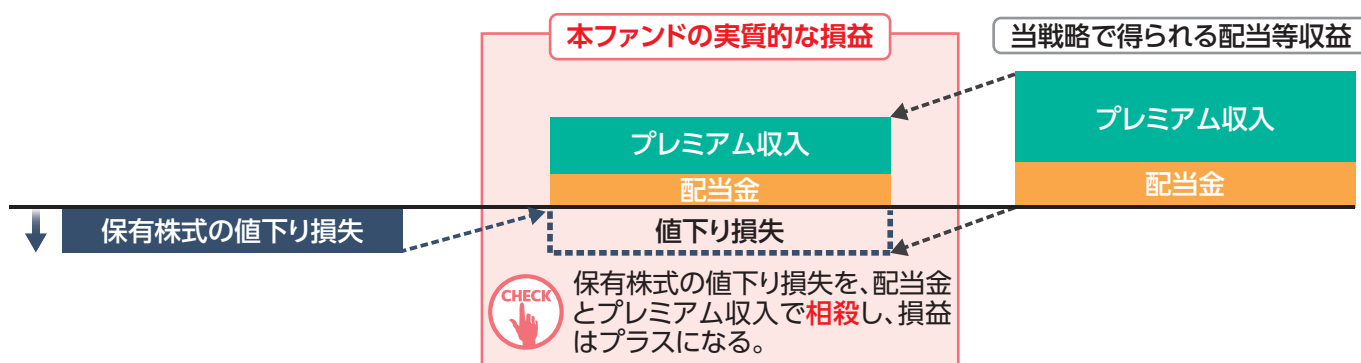 本ファンドの実質的な損益
当戦略で得られる配当等収益
プレミアム収入
プレミアム収入
配当金
配当金
保有株式の値下り損失
値下り損失
CHECK
保有株式の値下り損失を、配当金
とプレミアム収入で相殺し、損益
はプラスになる。